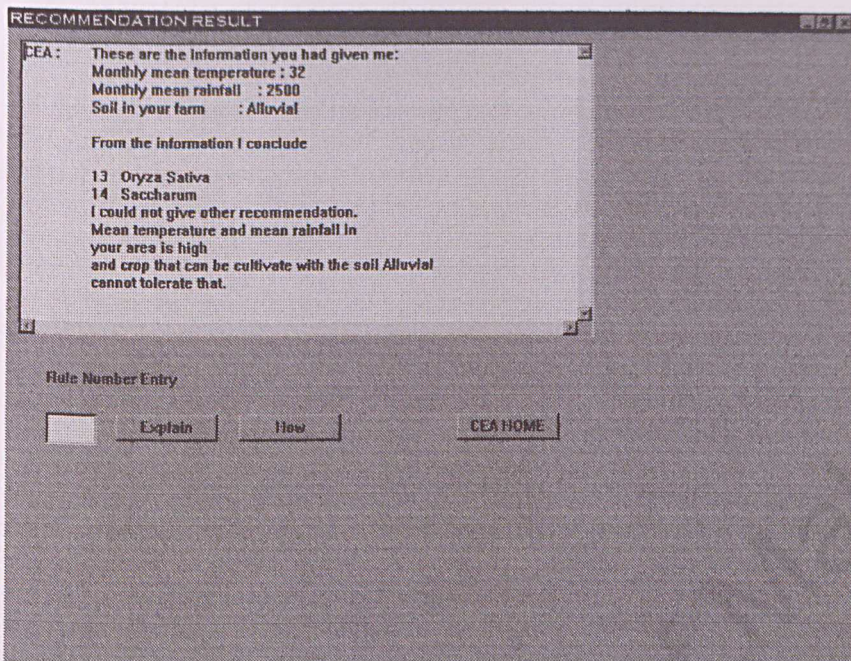 RECOMMENDATION RESULT
CEA : These are the information you had given me:
Monthly mean temperature : 32
Monthly mean rainfall : 2500
Soil in your farm : Alluvial
From the information I conclude
13 Oryza Sativa
14 Saccharum
I could not give other recommendation.
Mean temperature and mean rainfall in
your area is high
and crop that can be cultivate with the soil Alluvial
cannot tolerate that.
Rule Number Entry
Explain How CEA HOME